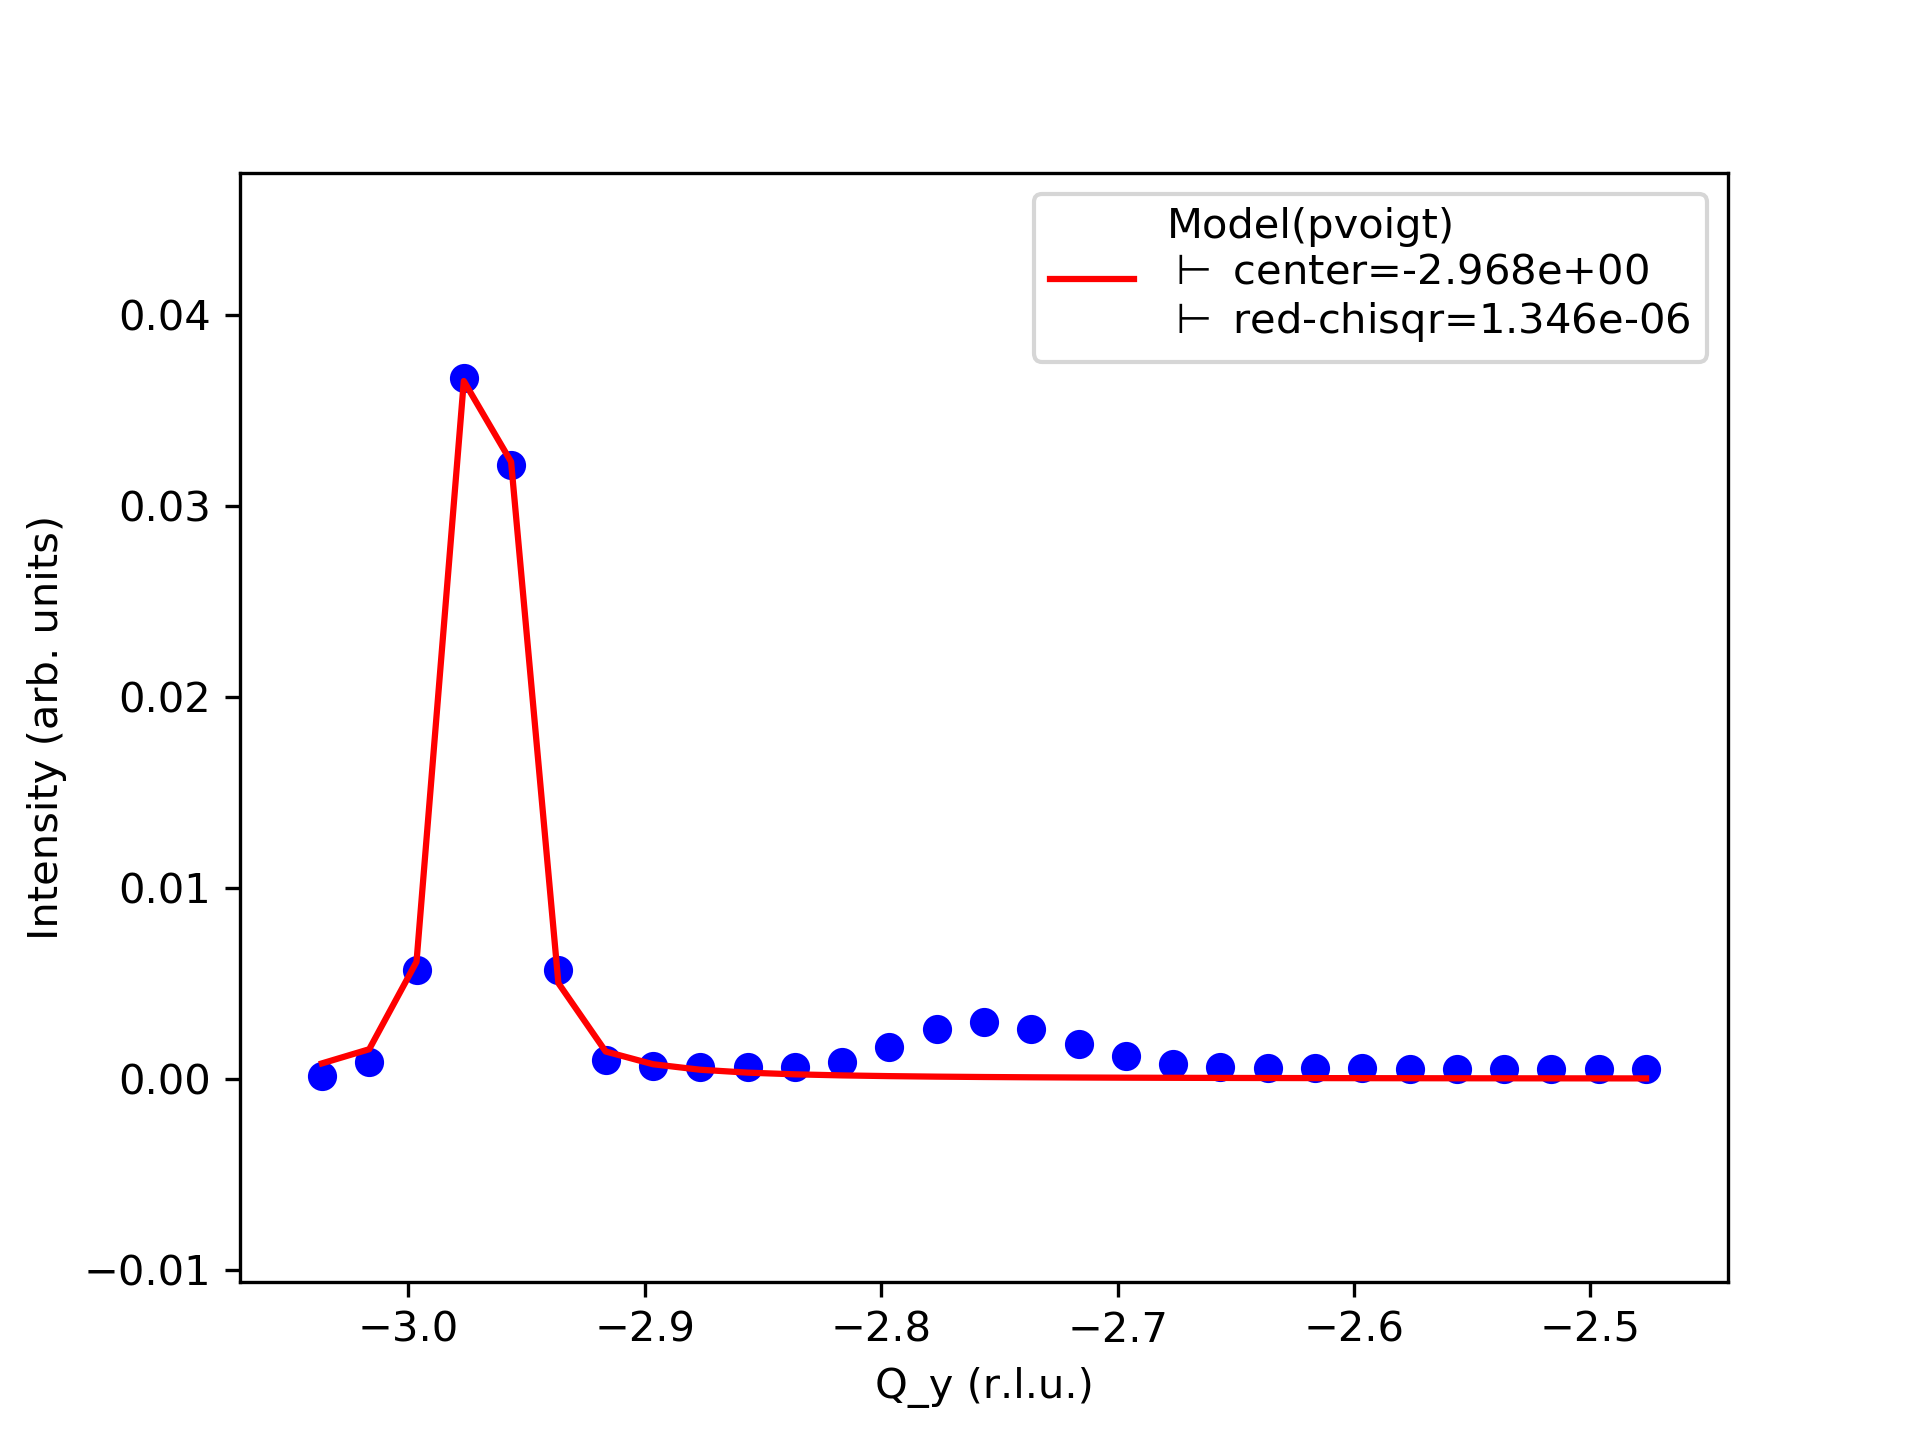 Model(pvoigt)
⊢ center=-2.968e+00
⊢ red-chisqr=1.346e-06
0.04
0.03
0.02
0.01
0.00
−0.01
Intensity (arb. units)
−3.0 −2.9 −2.8 −2.7 −2.6 −2.5
Q_y (r.l.u.)